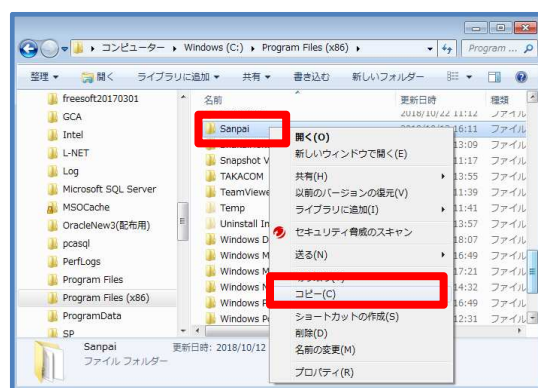 コンピューター ▸ Windows (C:) ▸ Program Files (x86) ▸
Program ...
整理 開く ライブラリに追加 共有 書き込む 新しいフォルダー
freesoft20170301
GCA
Intel
L-NET
Log
Microsoft SQL Server
MSOCache
OracleNew3(配布用)
pcasql
PerfLogs
Program Files
Program Files (x86)
ProgramData
SP
名前 更新日時 種類
2018/10/22 11:12 ファイル
Sanpai 16:11 ファイル
13:09 ファイル
Snapshot V 11:17 ファイル
TAKACOM 13:55 ファイル
TeamViewe 11:39 ファイル
Temp 11:41 ファイル
Uninstall In 13:57 ファイル
Windows D 18:07 ファイル
Windows M 16:49 ファイル
Windows M 17:21 ファイル
Windows N 14:32 ファイル
Windows P 16:49 ファイル
Windows Po 12:31 ファイル
開く(O)
新しいウィンドウで開く(E)
共有(H)
以前のバージョンの復元(V)
ライブラリに追加(I)
セキュリティ脅威のスキャン
送る(N)
コピー(C)
ショートカットの作成(S)
削除(D)
名前の変更(M)
プロパティ(R)
Sanpai 更新日時: 2018/10/12
ファイル フォルダー